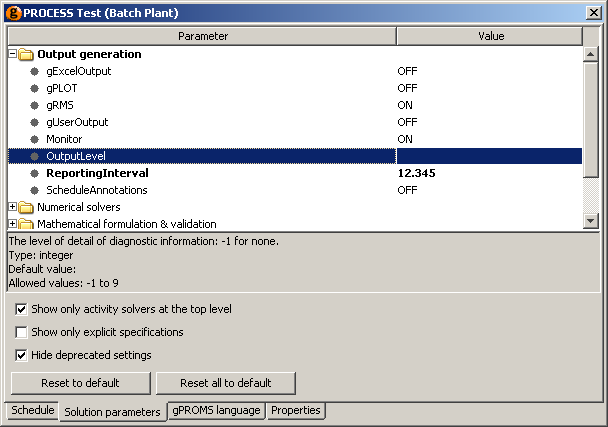 PROCESS Test (Batch Plant)
Parameter Value
Output generation
gExcelOutput OFF
gPLOT OFF
gRMS ON
gUserOutput OFF
Monitor ON
OutputLevel
ReportingInterval 12.345
ScheduleAnnotations OFF
Numerical solvers
Mathematical formulation & validation
The level of detail of diagnostic information: -1 for none.
Type: integer
Default value:
Allowed values: -1 to 9
Show only activity solvers at the top level
Show only explicit specifications
Hide deprecated settings
Reset to default Reset all to default
Schedule Solution parameters gPROMS language Properties